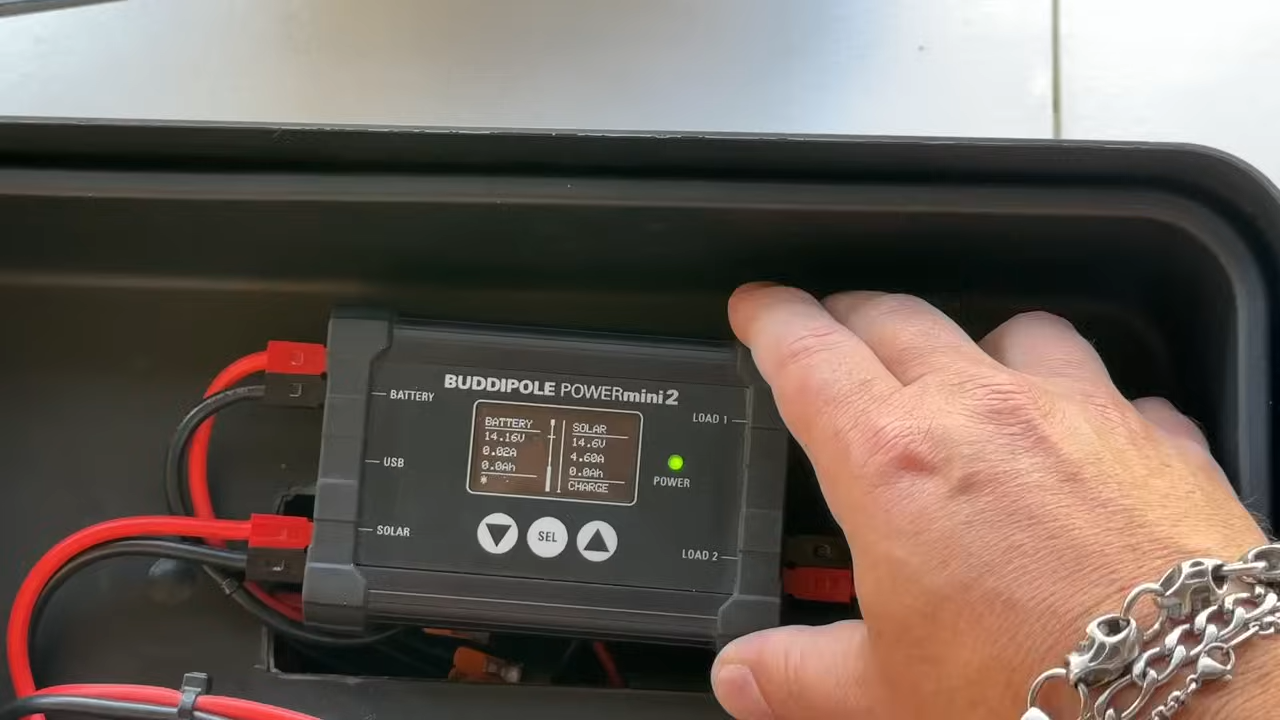 BUDDIPOLE POWERmini2
BATTERY
USB
SOLAR
BATTERY
14.16V
0.02A
0.0Ah
*
SOLAR
14.6V
4.60A
0.0Ah
CHARGE
SEL
POWER
LOAD 1
LOAD 2